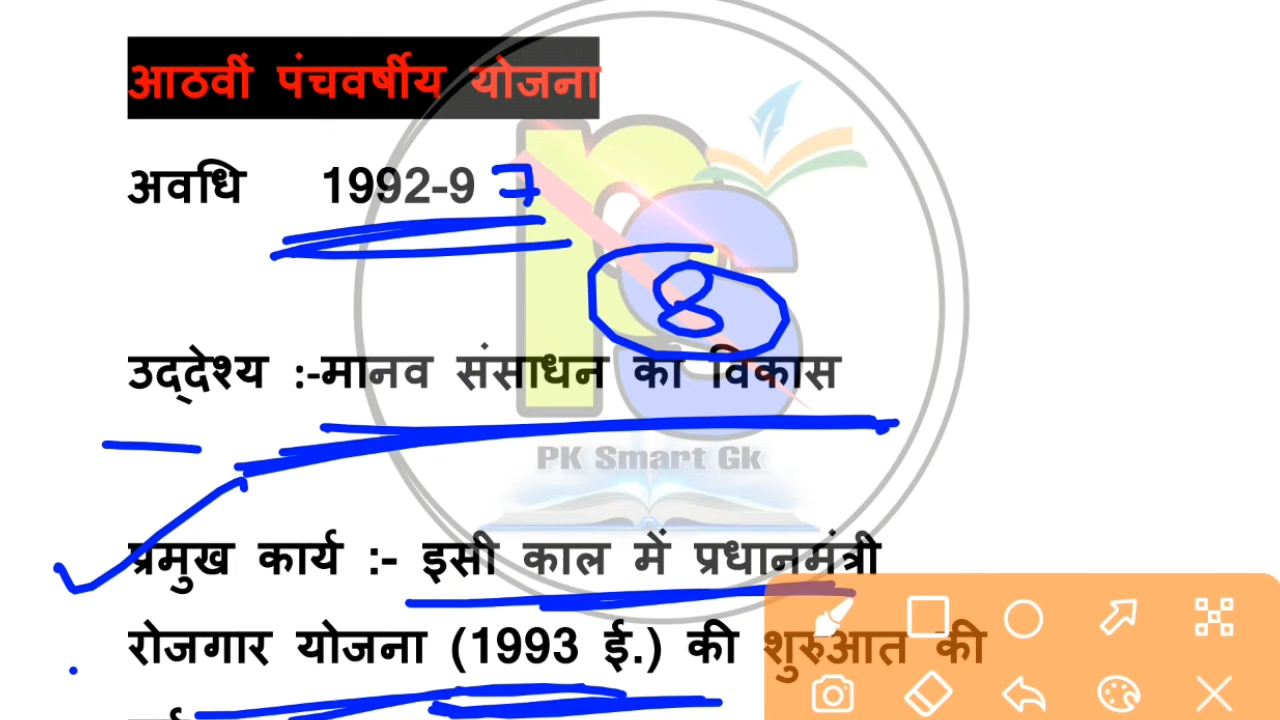 आठवीं पंचवर्षीय योजना
अवधि 1992-97
8
उद्देश्य :-मानव संसाधन का विकास
PK Smart Gk
प्रमुख कार्य :- इसी काल में प्रधानमंत्री
रोजगार योजना (1993 ई.) की शुरुआत की